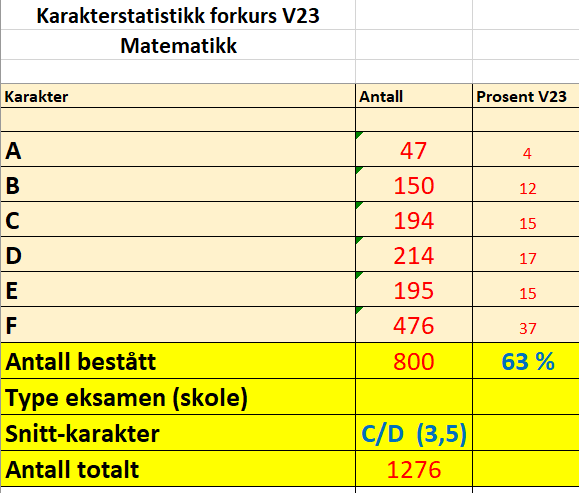 Karakterstatistikk forkurs V23
Matematikk
Karakter Antall Prosent V23
A 47 4
B 150 12
C 194 15
D 214 17
E 195 15
F 476 37
Antall bestått 800 63 %
Type eksamen (skole)
Snitt-karakter C/D (3,5)
Antall totalt 1276